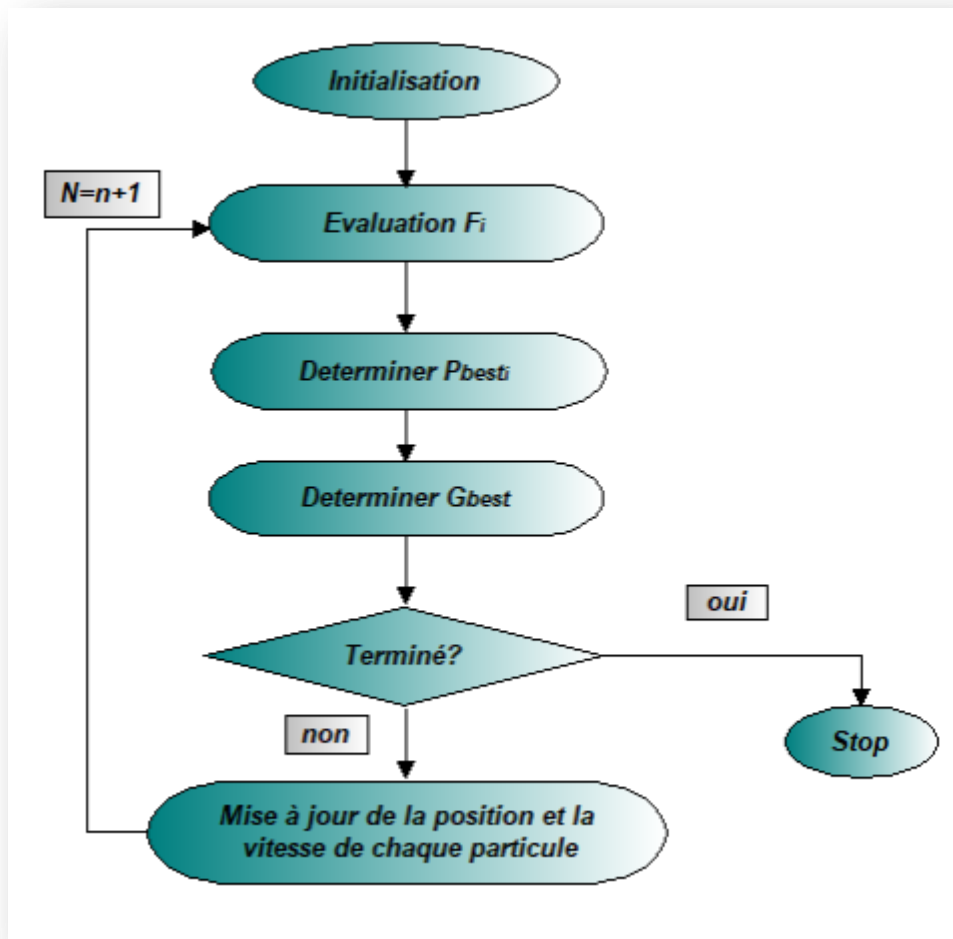 Initialisation
N=n+1
Evaluation Fi
Determiner Pbesti
Determiner Gbest
oui
Terminé?
non
Stop
Mise à jour de la position et la
vitesse de chaque particule